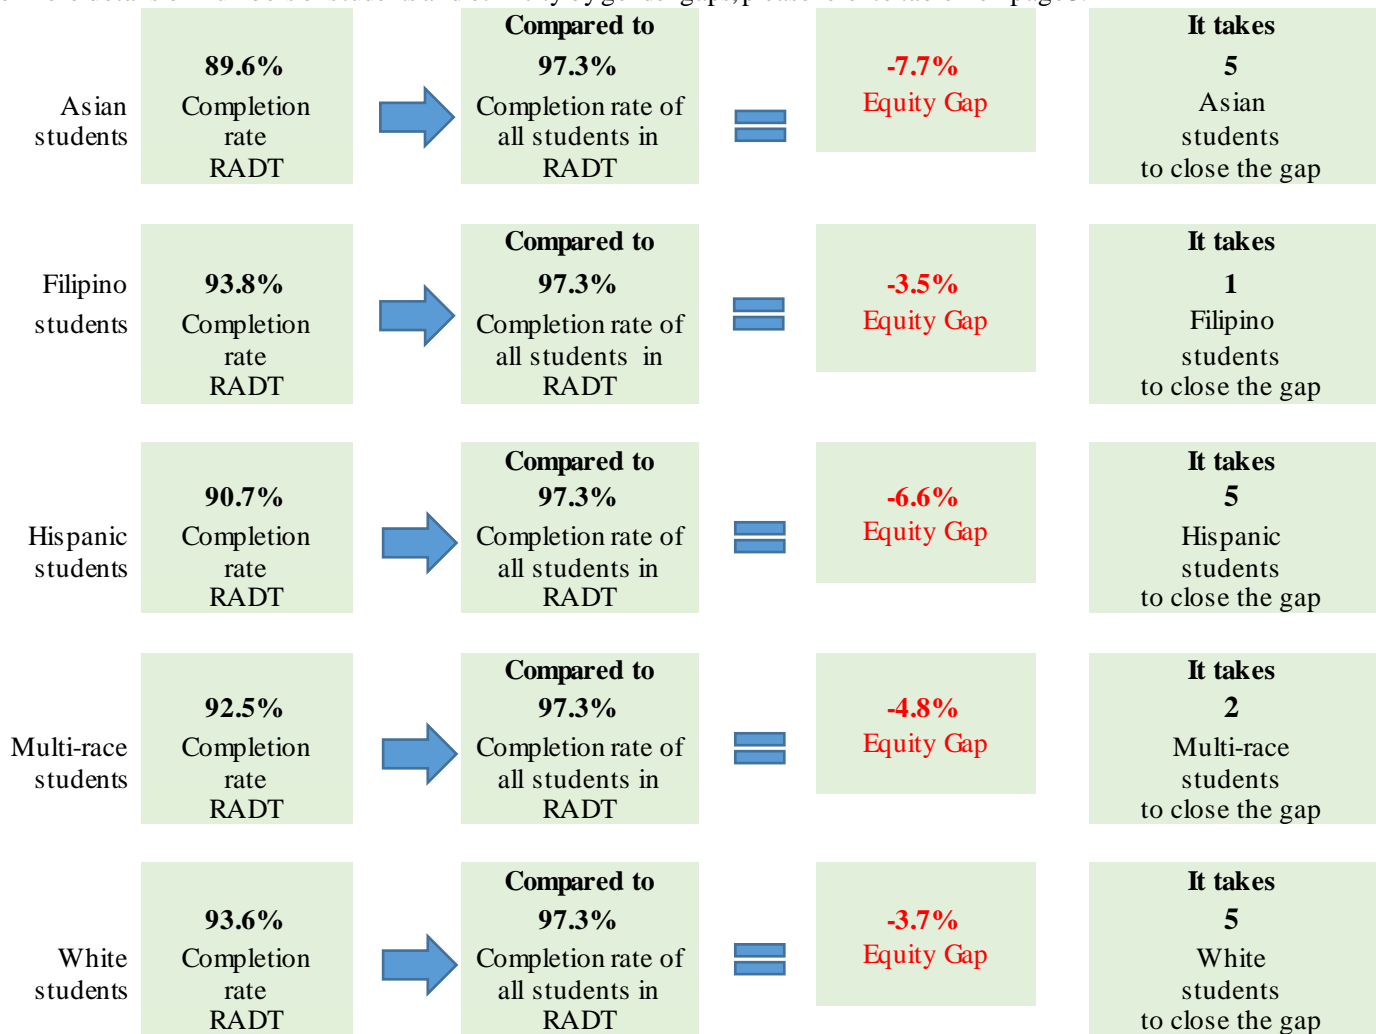 Asian
students
89.6%
Completion
rate
RADT
Compared to
97.3%
Completion rate of
all students in
RADT
-7.7%
Equity Gap
It takes
5
Asian
students
to close the gap
Filipino
students
93.8%
Completion
rate
RADT
Compared to
97.3%
Completion rate of
all students in
RADT
-3.5%
Equity Gap
It takes
1
Filipino
students
to close the gap
Hispanic
students
90.7%
Completion
rate
RADT
Compared to
97.3%
Completion rate of
all students in
RADT
-6.6%
Equity Gap
It takes
5
Hispanic
students
to close the gap
Multi-race
students
92.5%
Completion
rate
RADT
Compared to
97.3%
Completion rate of
all students in
RADT
-4.8%
Equity Gap
It takes
2
Multi-race
students
to close the gap
White
students
93.6%
Completion
rate
RADT
Compared to
97.3%
Completion rate of
all students in
RADT
-3.7%
Equity Gap
It takes
5
White
students
to close the gap